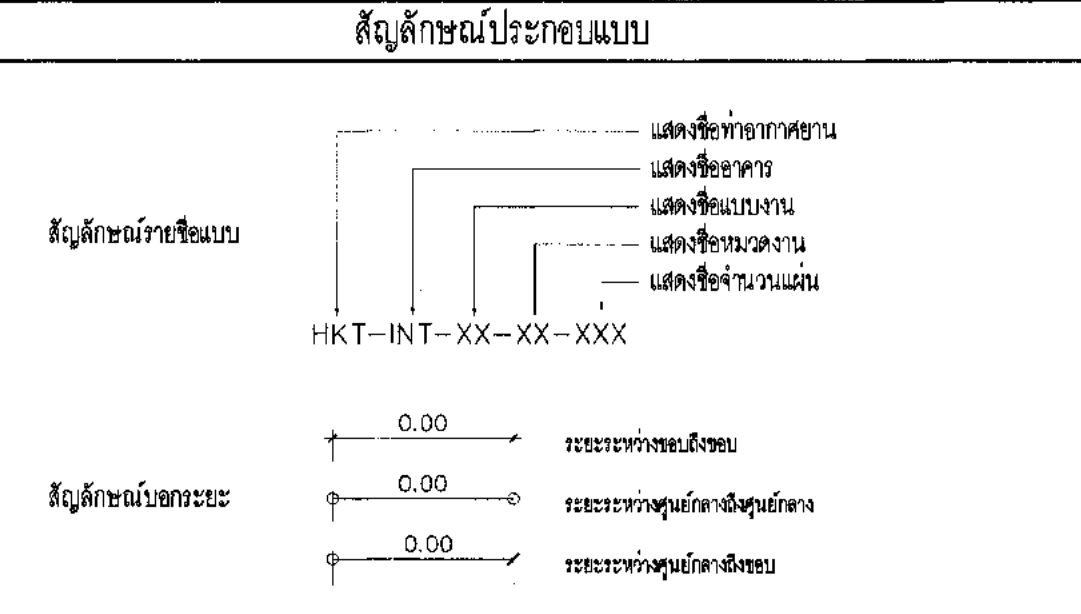 สัญลักษณ์ประกอบแบบ
แสดงชื่อท่าอากาศยาน
แสดงชื่ออาคาร
แสดงชื่อแบบงาน
สัญลักษณ์รายชื่อแบบ
แสดงชื่อหมวดงาน
แสดงชื่อจำนวนแผ่น
HKT-INT-XX-XX-XXX
0.00
ระยะระหว่างขอบถึงขอบ
สัญลักษณ์บอกระยะ
0.00
ระยะระหว่างศูนย์กลางถึงศูนย์กลาง
0.00
ระยะระหว่างศูนย์กลางถึงขอบ